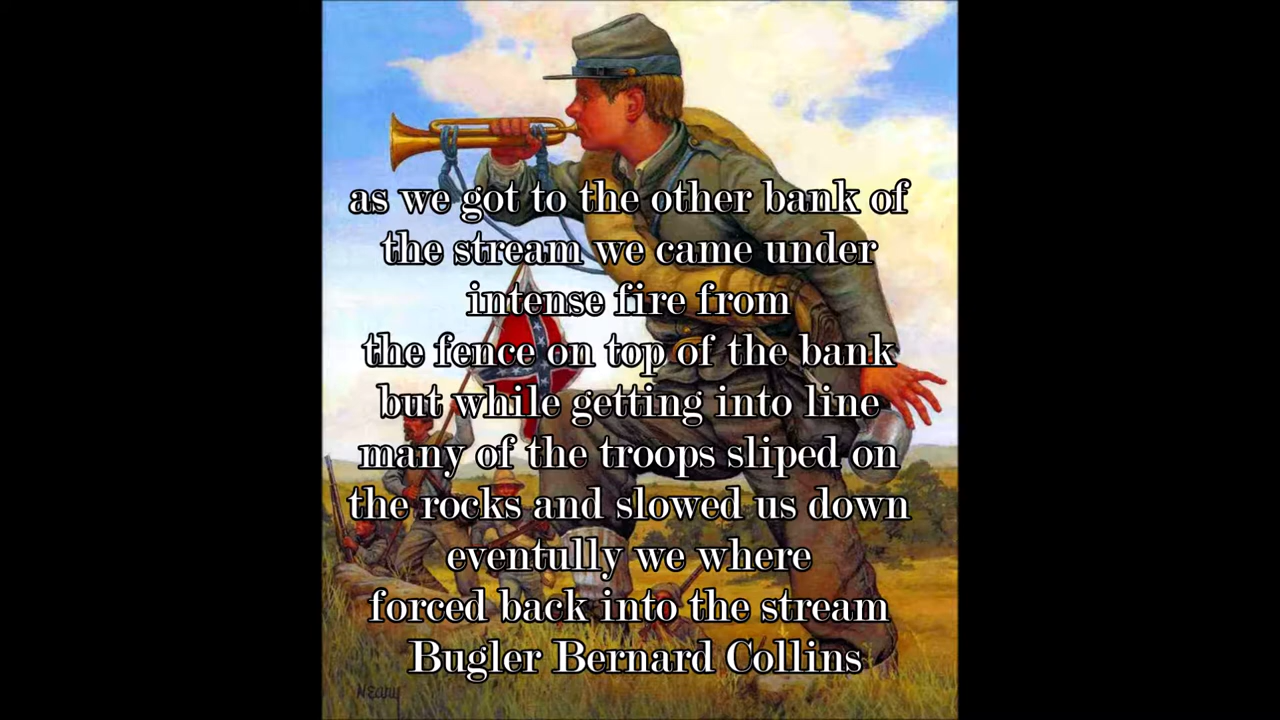 as we got to the other bank of
the stream we came under
intense fire from
the fence on top of the bank
but while getting into line
many of the troops sliped on
the rocks and slowed us down
eventully we where
forced back into the stream
Bugler Bernard Collins
Neary